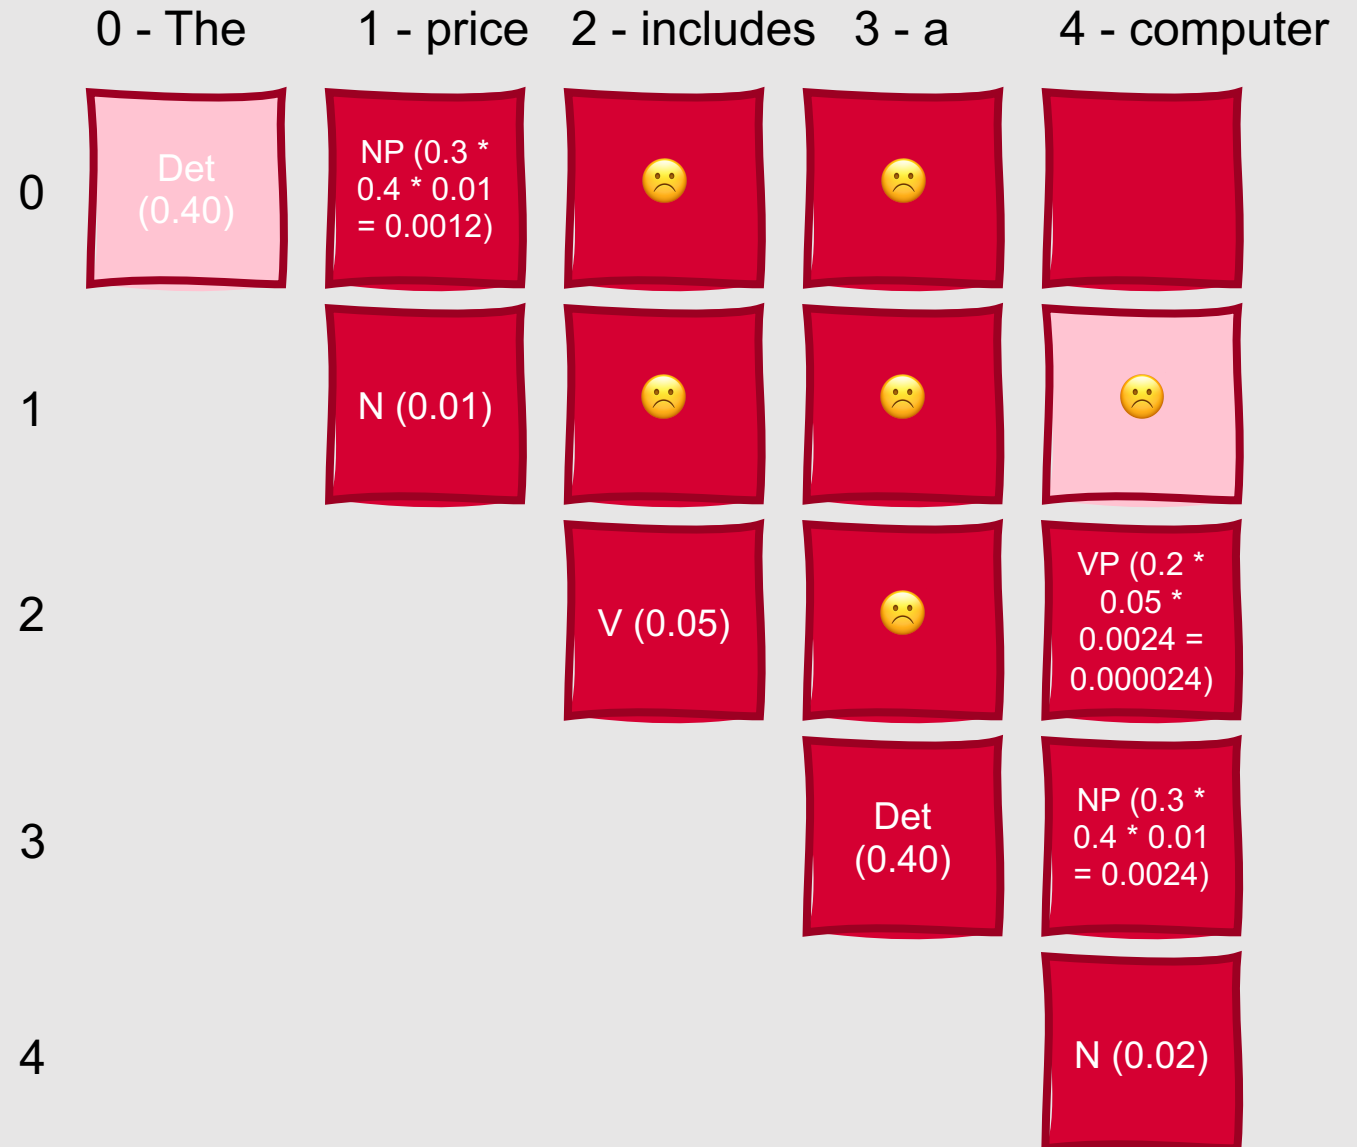 0 - The 1 - price 2 - includes 3 - a 4 - computer
0
Det
(0.40)
NP (0.3 *
0.4 * 0.01
= 0.0012)
1
N (0.01)
2
V (0.05)
VP (0.2 *
0.05 *
0.0024 =
0.000024)
3
Det
(0.40)
NP (0.3 *
0.4 * 0.01
= 0.0024)
4
N (0.02)